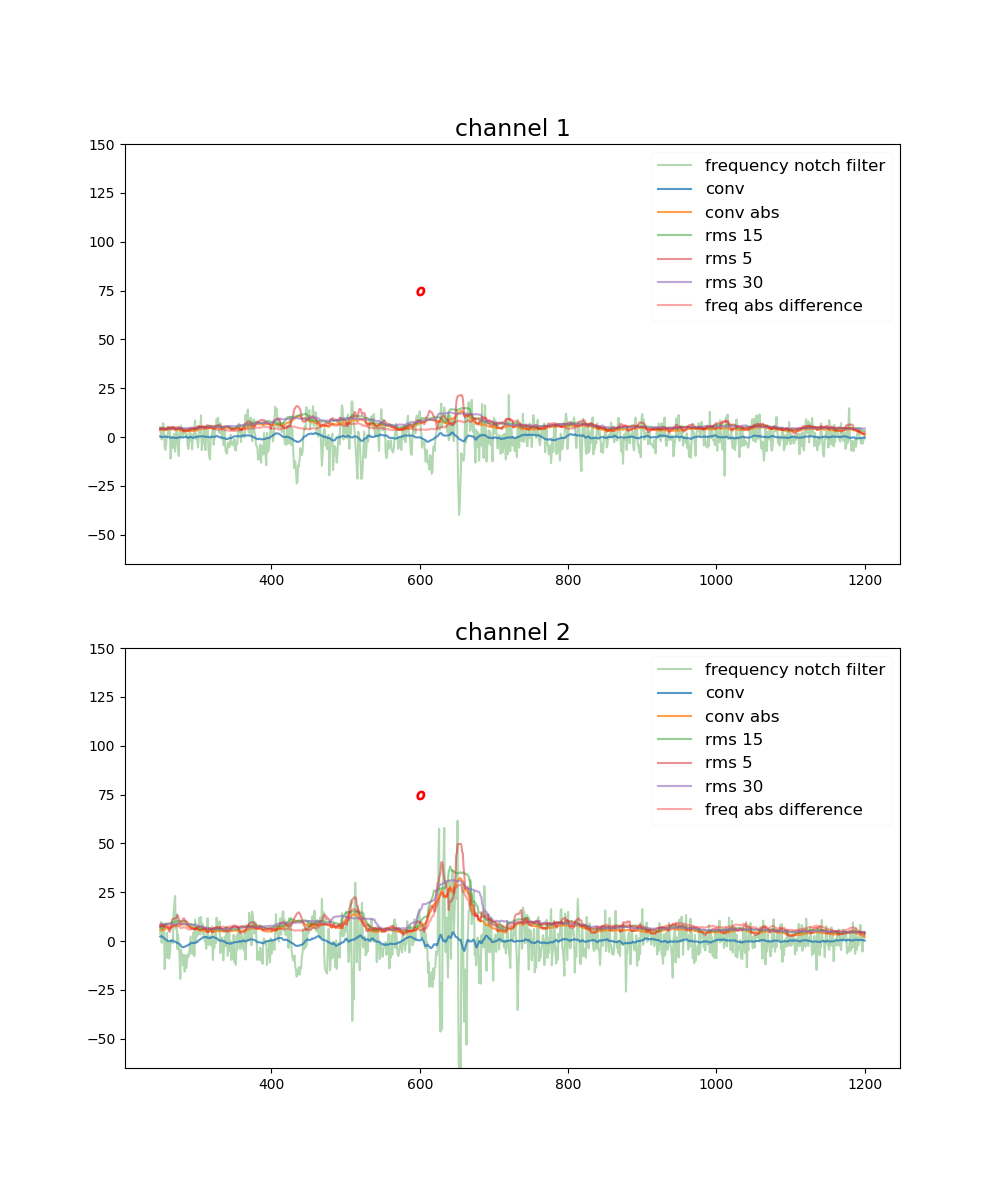 channel 1
150
125
100
75
50
25
0
−25
−50
400 600 800 1000 1200
frequency notch filter
conv
conv abs
rms 15
rms 5
rms 30
freq abs difference
o
channel 2
150
125
100
75
50
25
0
−25
−50
400 600 800 1000 1200
frequency notch filter
conv
conv abs
rms 15
rms 5
rms 30
freq abs difference
o